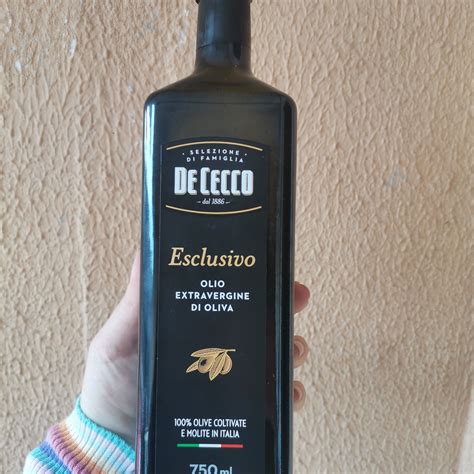 SELEZIONE
DI FAMIGLIA
DE CECCO
dal 1886
Esclusivo
OLIO
EXTRAVERGINE
DI OLIVA
100% OLIVE COLTIVATE
E MOLITE IN ITALIA
750 ml